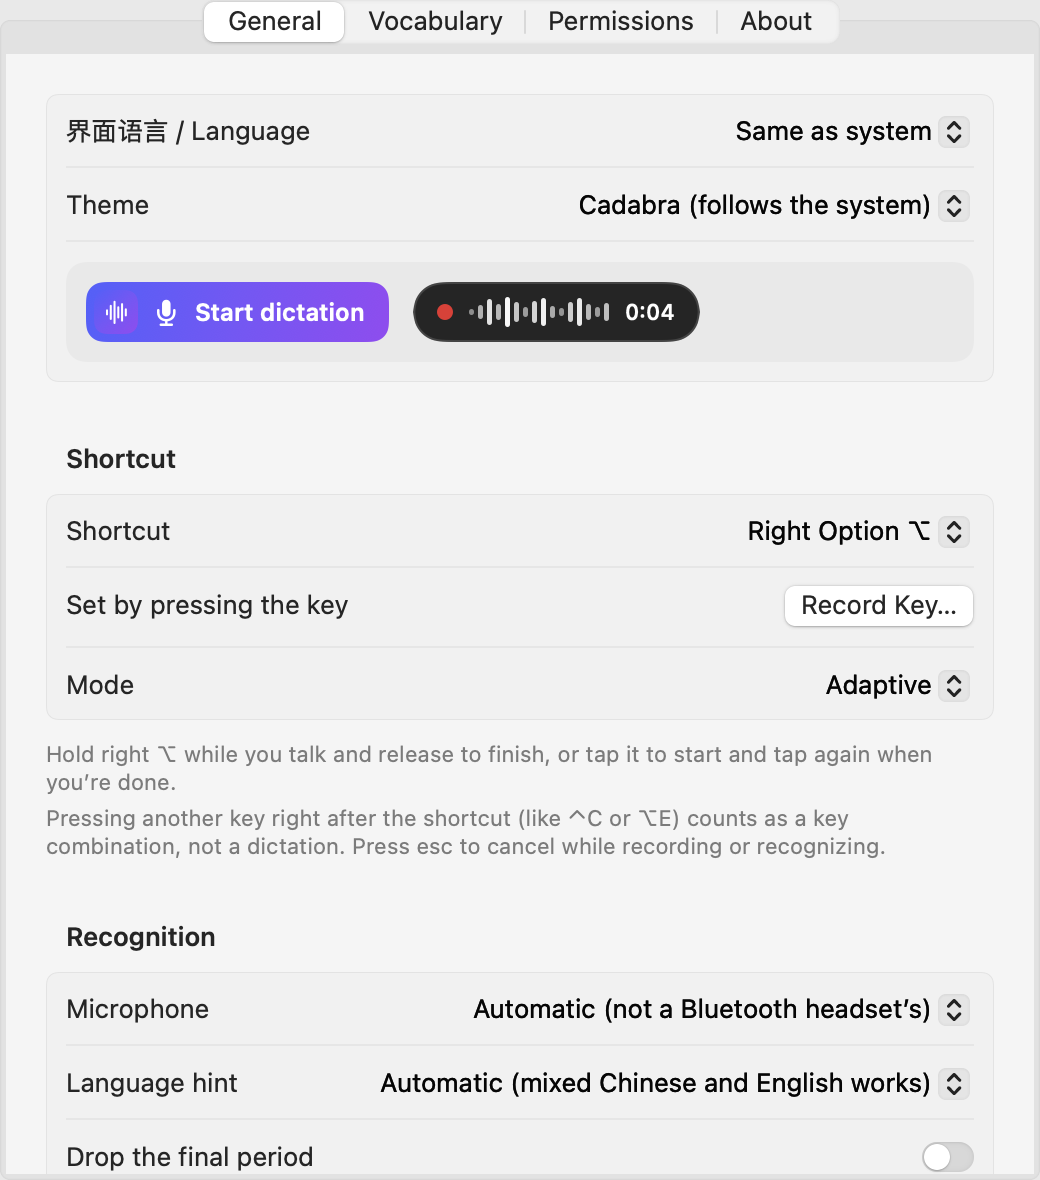 General
Vocabulary
Permissions
About
界面语言 / Language
Same as system
Theme
Cadabra (follows the system)
Start dictation
0:04
Shortcut
Shortcut
Right Option ⌥
Set by pressing the key
Record Key...
Mode
Adaptive
Hold right ⌥ while you talk and release to finish, or tap it to start and tap again when
you’re done.
Pressing another key right after the shortcut (like ^C or ⌥E) counts as a key
combination, not a dictation. Press esc to cancel while recording or recognizing.
Recognition
Microphone
Automatic (not a Bluetooth headset’s)
Language hint
Automatic (mixed Chinese and English works)
Drop the final period